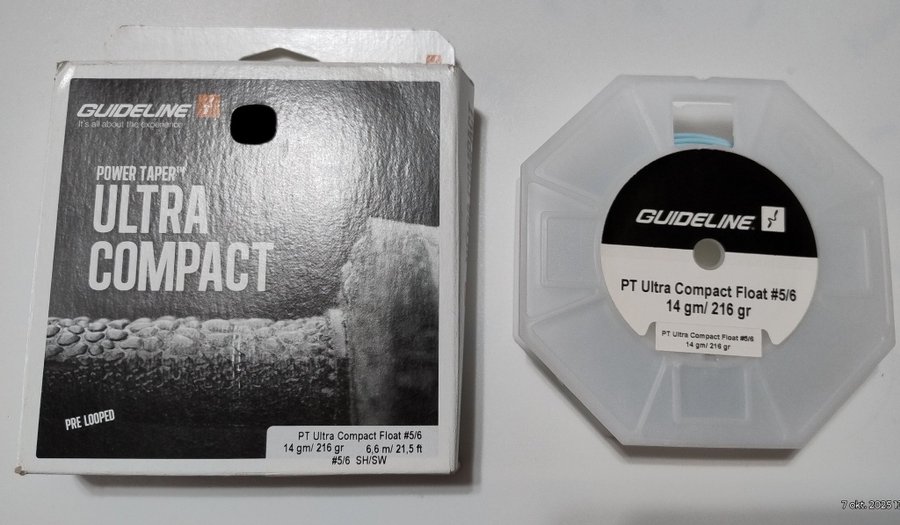 GUIDELINE
It's all about the experience
POWER TAPER™
ULTRA
COMPACT
PRE LOOPED
PT Ultra Compact Float #5/6
14 gm/ 216 gr 6,6 m/ 21,5 ft
#5/6 SH/SW
GUIDELINE
PT Ultra Compact Float #5/6
14 gm/ 216 gr
PT Ultra Compact Float #5/6
14 gm/ 216 gr
7 окт. 2025